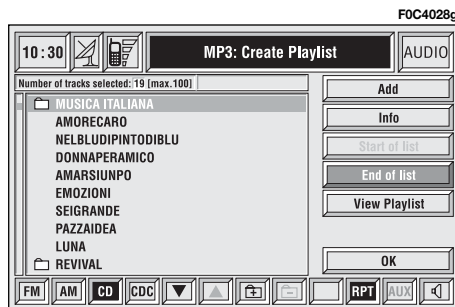 F0C4028g
10:30 MP3: Create Playlist AUDIO
Number of tracks selected: 19 [max.100]
Add
MUSICA ITALIANA
AMORECARO
Info
NELBLUDIPINTODIBLU
Start of list
DONNAPERAMICO
AMARSIUNPO
End of list
EMOZIONI
SEIGRANDE
View Playlist
PAZZAIDEA
LUNA
REVIVAL
OK
FM AM CD CDC RPT AUX